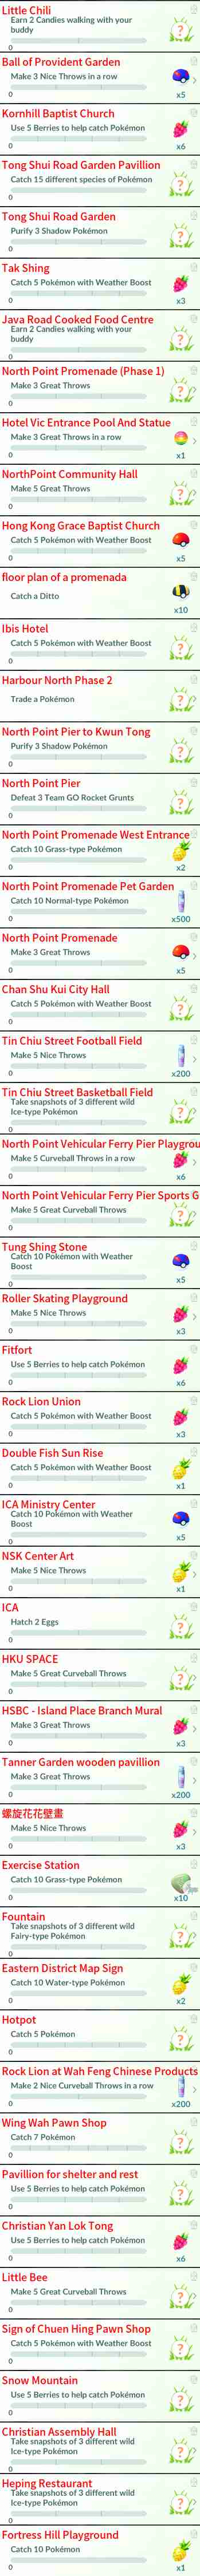 Little Chili
Earn 2 Candies walking with your
buddy
0
Ball of Provident Garden
Make 3 Nice Throws in a row
0
x5
Kornhill Baptist Church
Use 5 Berries to help catch Pokémon
0
x6
Tong Shui Road Garden Pavillion
Catch 15 different species of Pokémon
0
Tong Shui Road Garden
Purify 3 Shadow Pokémon
0
Tak Shing
Catch 5 Pokémon with Weather Boost
0
x3
Java Road Cooked Food Centre
Earn 2 Candies walking with your
buddy
0
North Point Promenade (Phase 1)
Make 3 Great Throws
0
Hotel Vic Entrance Pool And Statue
Make 3 Great Throws in a row
0
x1
NorthPoint Community Hall
Make 5 Great Throws
0
Hong Kong Grace Baptist Church
Catch 5 Pokémon with Weather Boost
0
x5
floor plan of a promenada
Catch a Ditto
x10
Ibis Hotel
Catch 5 Pokémon with Weather Boost
0
Harbour North Phase 2
Trade a Pokémon
North Point Pier to Kwun Tong
Purify 3 Shadow Pokémon
0
North Point Pier
Defeat 3 Team GO Rocket Grunts
0
North Point Promenade West Entrance
Catch 10 Grass-type Pokémon
0
x2
North Point Promenade Pet Garden
Catch 10 Normal-type Pokémon
0
x500
North Point Promenade
Make 3 Great Throws
0
x5
Chan Shu Kui City Hall
Catch 5 Pokémon with Weather Boost
0
Tin Chiu Street Football Field
Make 5 Nice Throws
0
x200
Tin Chiu Street Basketball Field
Take snapshots of 3 different wild
Ice-type Pokémon
0
North Point Vehicular Ferry Pier Playgrou
Make 5 Curveball Throws in a row
0
x6
North Point Vehicular Ferry Pier Sports G
Make 5 Great Curveball Throws
0
Tung Shing Stone
Catch 10 Pokémon with Weather
Boost
0
x5
Roller Skating Playground
Make 5 Nice Throws
0
x3
Fitfort
Use 5 Berries to help catch Pokémon
0
x6
Rock Lion Union
Catch 5 Pokémon with Weather Boost
0
x3
Double Fish Sun Rise
Catch 5 Pokémon with Weather Boost
0
x1
ICA Ministry Center
Catch 10 Pokémon with Weather
Boost
0
x5
NSK Center Art
Make 5 Nice Throws
0
x1
ICA
Hatch 2 Eggs
0
HKU SPACE
Make 5 Great Curveball Throws
0
HSBC - Island Place Branch Mural
Make 3 Great Throws
0
x3
Tanner Garden wooden pavillion
Make 3 Great Throws
0
x200
螺旋花花壁畫
Make 5 Nice Throws
0
x3
Exercise Station
Catch 10 Grass-type Pokémon
0
x10
Fountain
Take snapshots of 3 different wild
Fairy-type Pokémon
0
Eastern District Map Sign
Catch 10 Water-type Pokémon
0
x2
Hotpot
Catch 5 Pokémon
0
Rock Lion at Wah Feng Chinese Products
Make 2 Nice Curveball Throws in a row
0
x200
Wing Wah Pawn Shop
Catch 7 Pokémon
0
Pavillion for shelter and rest
Use 5 Berries to help catch Pokémon
0
Christian Yan Lok Tong
Use 5 Berries to help catch Pokémon
0
x6
Little Bee
Make 5 Great Curveball Throws
0
Sign of Chuen Hing Pawn Shop
Catch 5 Pokémon with Weather Boost
0
Snow Mountain
Use 5 Berries to help catch Pokémon
0
Christian Assembly Hall
Take snapshots of 3 different wild
Ice-type Pokémon
0
Heping Restaurant
Take snapshots of 3 different wild
Ice-type Pokémon
0
Fortress Hill Playground
Catch 10 Pokémon
0
x1